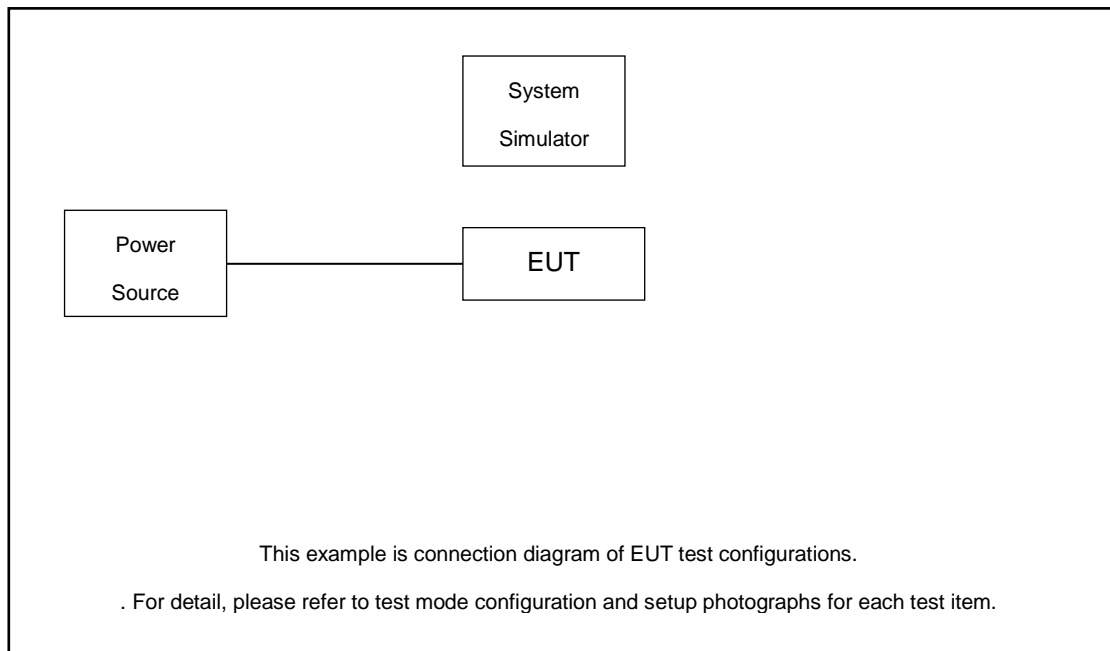 System
Simulator
Power
Source
EUT
This example is connection diagram of EUT test configurations.
. For detail, please refer to test mode configuration and setup photographs for each test item.